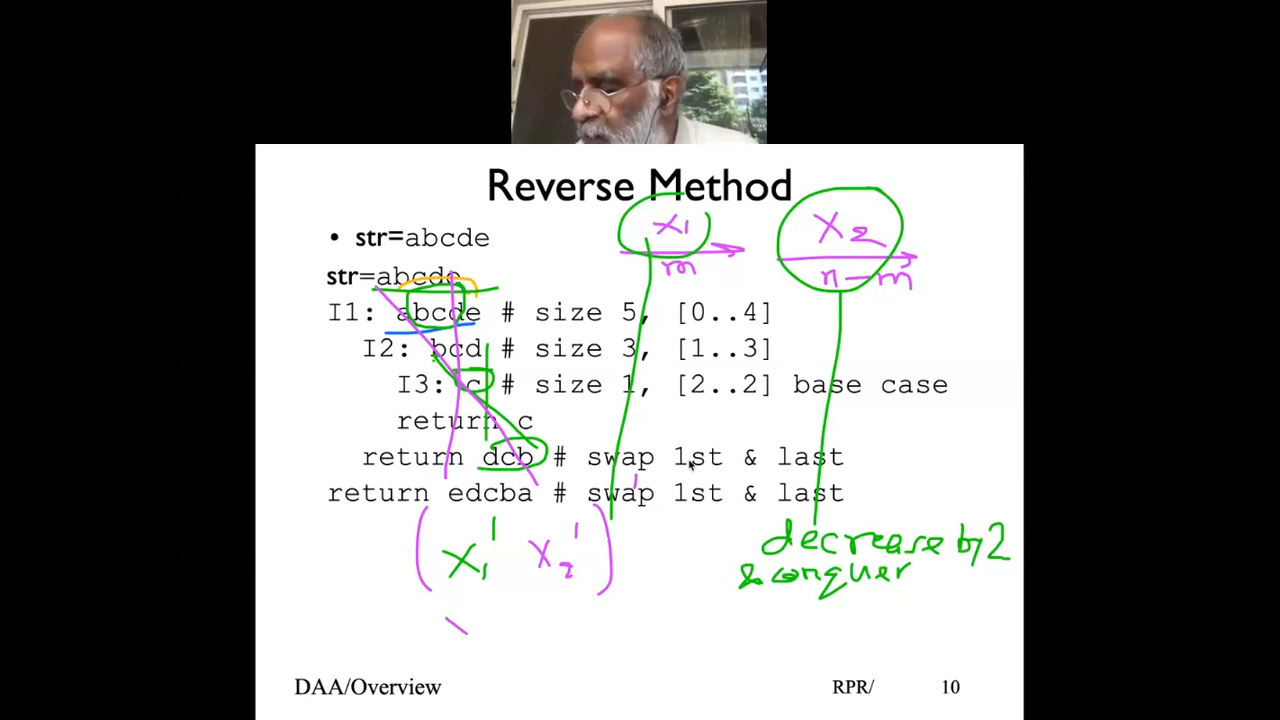 Reverse Method
• str=abcde
str=abcde
I1: abcde # size 5, [0..4]
I2: bcd # size 3, [1..3]
I3: c # size 1, [2..2] base case
return c
return dcb # swap 1st & last
return edcba # swap 1st & last
X1
m
X2
n-m
(X1' X2')
decrease by 2
& conquer
DAA/Overview
RPR/
10